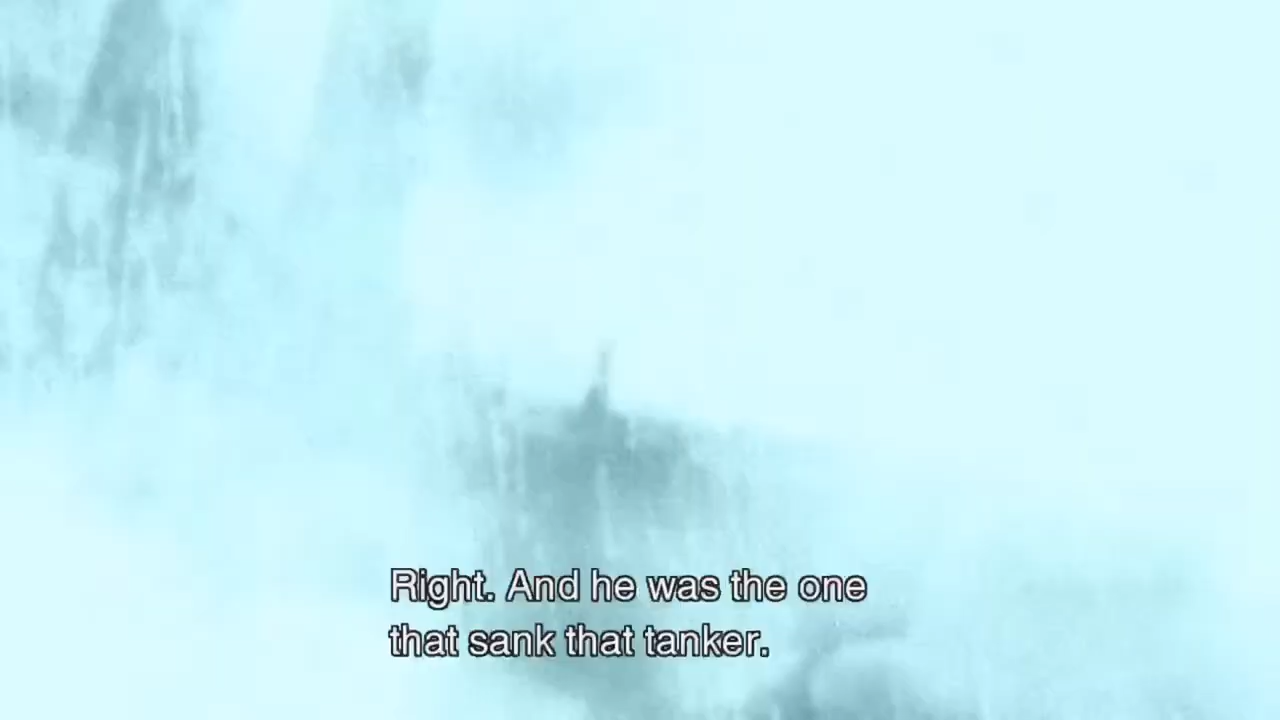 Right. And he was the one
that sank that tanker.